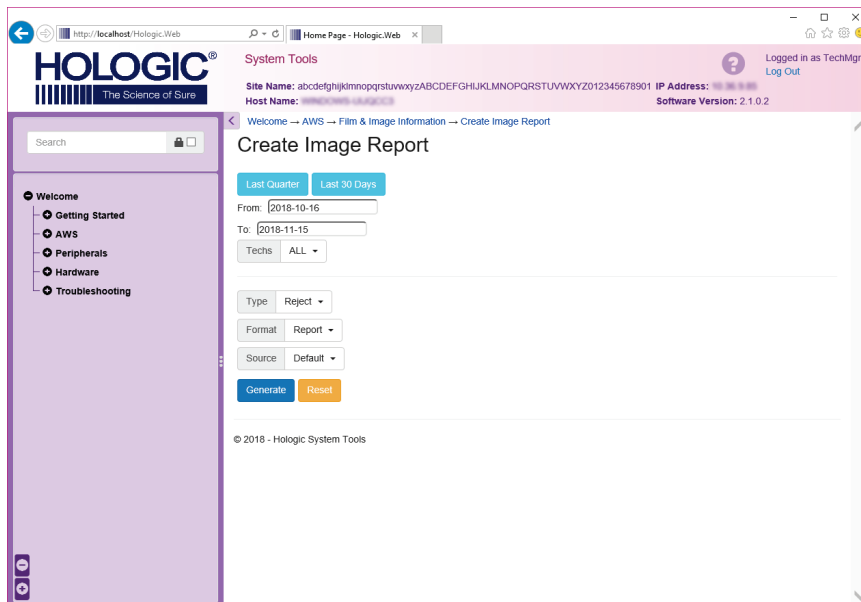 http://localhost/Hologic.Web
Home Page - Hologic.Web
HOLOGIC®
The Science of Sure
System Tools
Logged in as TechMgr
Log Out
Site Name: abcdefghijklmnopqrstuvwxyzABCDEFGHIJKLMNOPQRSTUVWXYZ012345678901 IP Address:
Host Name:
Software Version: 2.1.0.2
Welcome → AWS → Film & Image Information → Create Image Report
Search
Create Image Report
Last Quarter Last 30 Days
From: 2018-10-16
To: 2018-11-15
Techs ALL
Welcome
Getting Started
AWS
Peripherals
Hardware
Troubleshooting
Type Reject
Format Report
Source Default
Generate Reset
© 2018 - Hologic System Tools